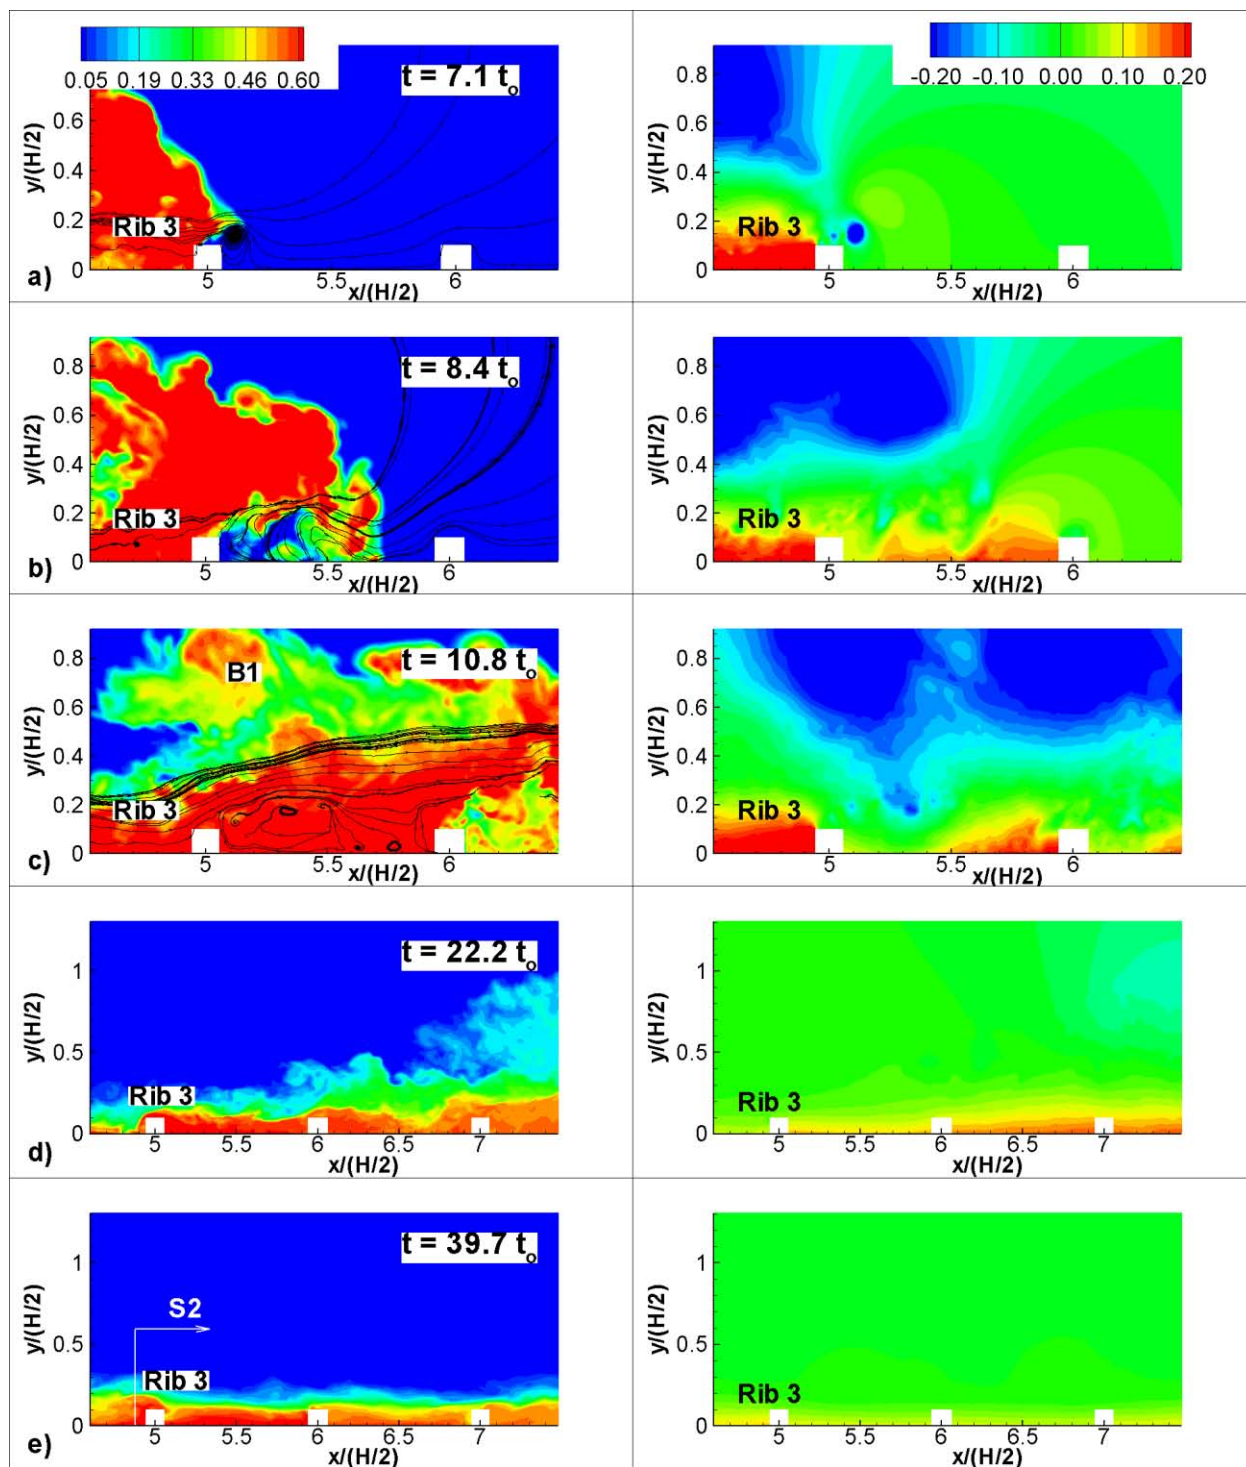 0.05 0.19 0.33 0.46 0.60
-0.20 -0.10 0.00 0.10 0.20
t = 7.1 to
y/(H/2)
0.6
0.4
0.2
0
Rib 3
5 5.5 6
x/(H/2)
a)
y/(H/2)
0.8
0.6
0.4
0.2
0
Rib 3
5 5.5 6
x/(H/2)
t = 8.4 to
y/(H/2)
0.8
0.6
0.4
0.2
0
Rib 3
5 5.5 6
x/(H/2)
b)
y/(H/2)
0.8
0.6
0.4
0.2
0
Rib 3
5 5.5 6
x/(H/2)
B1
t = 10.8 to
y/(H/2)
0.8
0.6
0.4
0.2
0
Rib 3
5 5.5 6
x/(H/2)
c)
y/(H/2)
0.8
0.6
0.4
0.2
0
Rib 3
5 5.5 6
x/(H/2)
t = 22.2 to
y/(H/2)
1
0.5
0
Rib 3
5 5.5 6 6.5 7
x/(H/2)
d)
y/(H/2)
1
0.5
0
Rib 3
5 5.5 6 6.5 7
x/(H/2)
t = 39.7 to
y/(H/2)
1
0.5
0
S2
Rib 3
5 5.5 6 6.5 7
x/(H/2)
e)
y/(H/2)
1
0.5
0
Rib 3
5 5.5 6 6.5 7
x/(H/2)